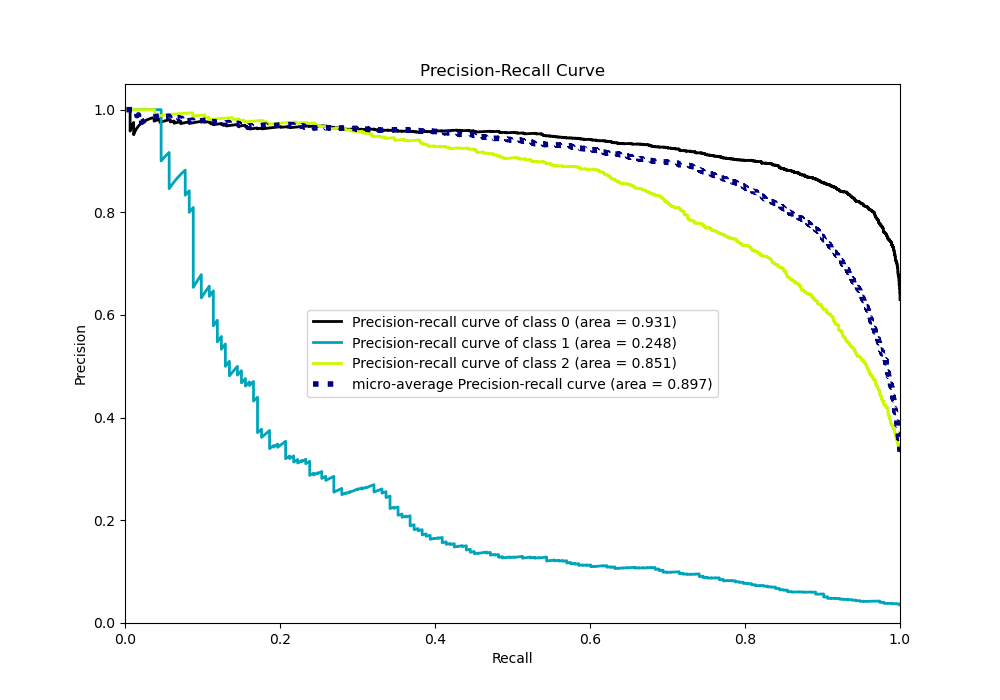 Precision-Recall Curve
1.0
0.8
0.6
0.4
0.2
0.0
Precision
Precision-recall curve of class 0 (area = 0.931)
Precision-recall curve of class 1 (area = 0.248)
Precision-recall curve of class 2 (area = 0.851)
micro-average Precision-recall curve (area = 0.897)
0.0 0.2 0.4 0.6 0.8 1.0
Recall